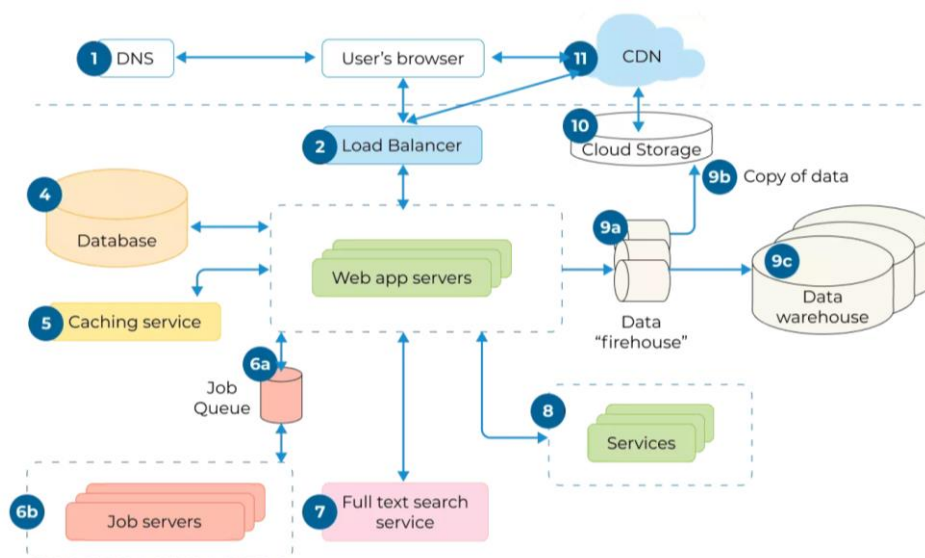 1
DNS
User's browser
11
CDN
2
Load Balancer
10
Cloud Storage
9b
Copy of data
4
Database
9a
9c
Web app servers
Data
"firehouse"
Data
warehouse
5
Caching service
6a
Job
Queue
8
Services
6b
Job servers
7
Full text search
service